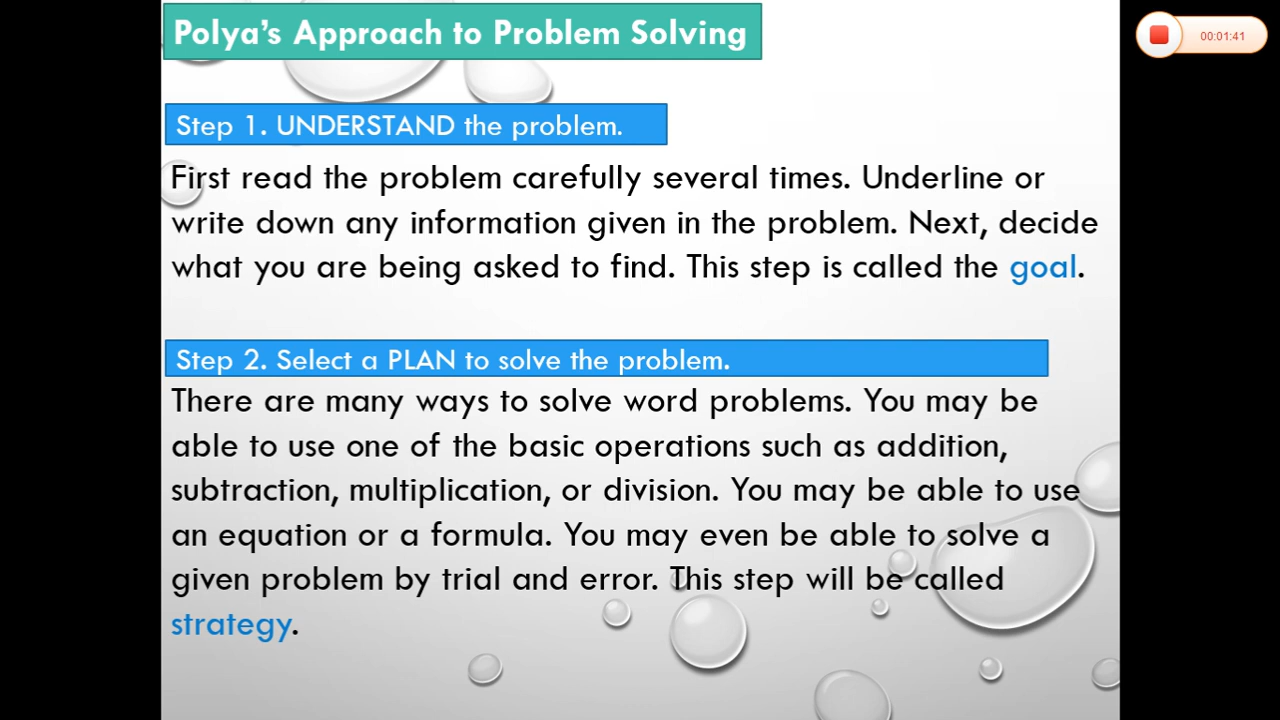 Polya's Approach to Problem Solving
00:01:41
Step 1. UNDERSTAND the problem.
First read the problem carefully several times. Underline or
write down any information given in the problem. Next, decide
what you are being asked to find. This step is called the goal.
Step 2. Select a PLAN to solve the problem.
There are many ways to solve word problems. You may be
able to use one of the basic operations such as addition,
subtraction, multiplication, or division. You may be able to use
an equation or a formula. You may even be able to solve a
given problem by trial and error. This step will be called
strategy.